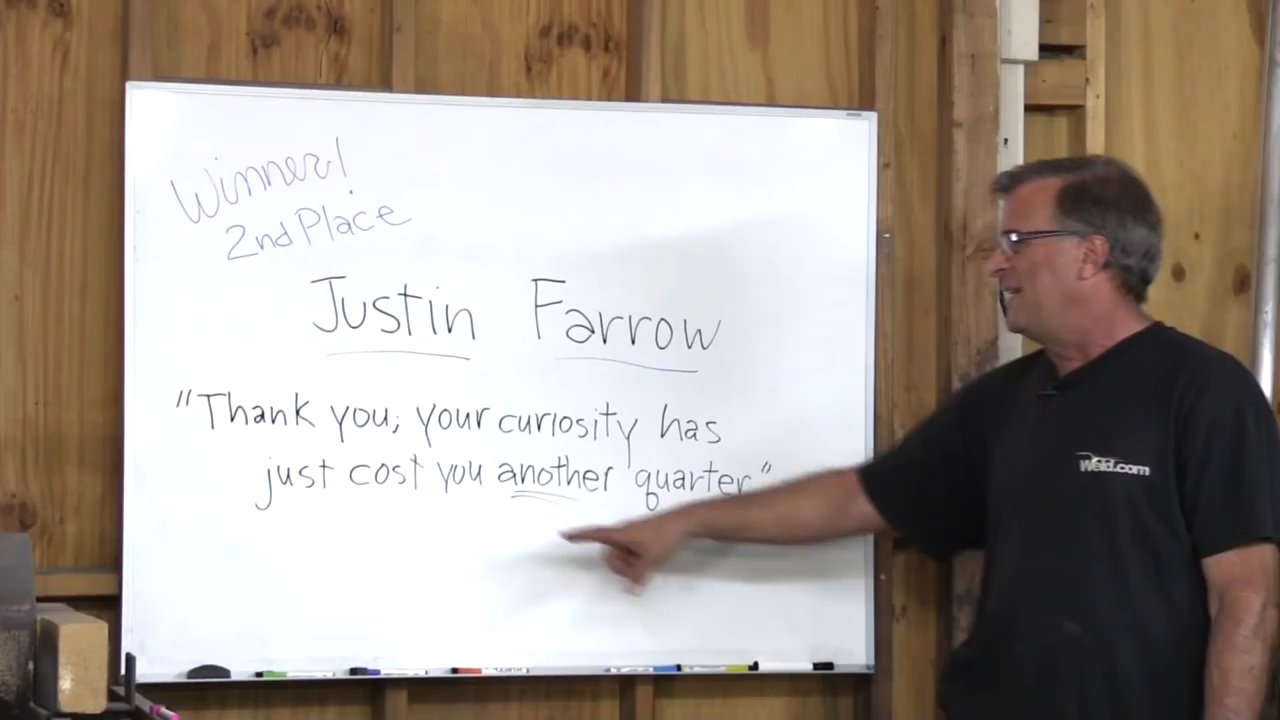 Winner!
2nd Place
Justin Farrow
"Thank you, your curiosity has
just cost you another quarter"
Weld.com